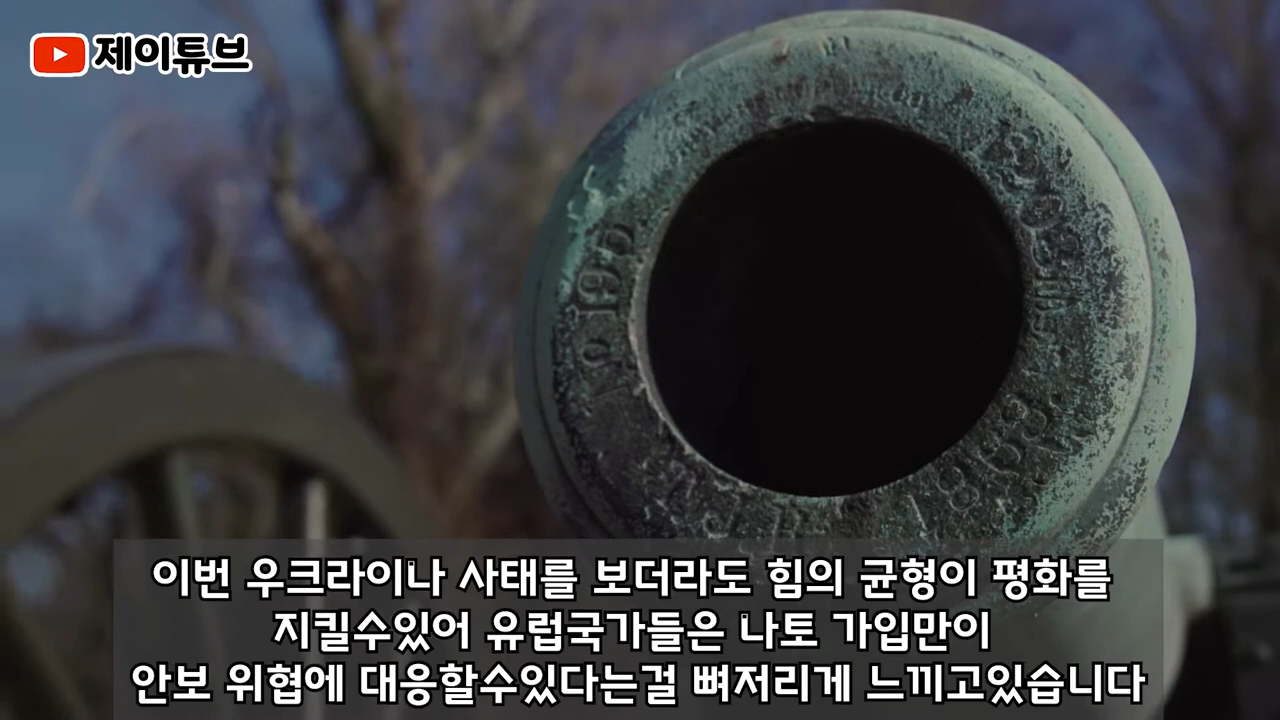 제이튜브
이번 우크라이나 사태를 보더라도 힘의 균형이 평화를
지킬수있어 유럽국가들은 나토 가입만이
안보 위협에 대응할수있다는걸 뼈저리게 느끼고있습니다
1863